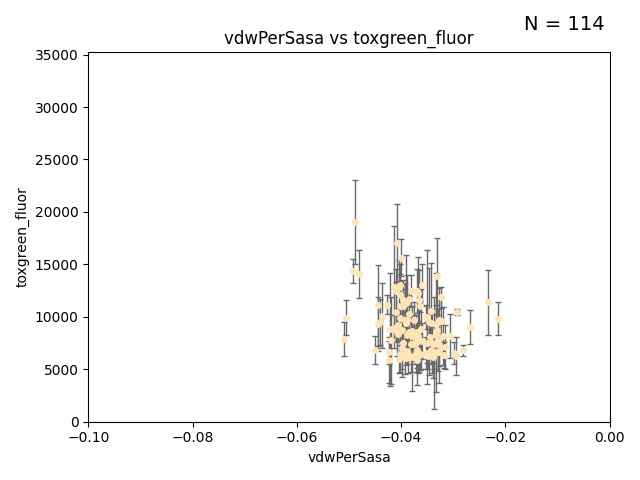 N = 114
vdwPerSasa vs toxgreen_fluor
35000
30000
25000
20000
15000
10000
5000
0
toxgreen_fluor
−0.10 −0.08 −0.06 −0.04 −0.02 0.00
vdwPerSasa